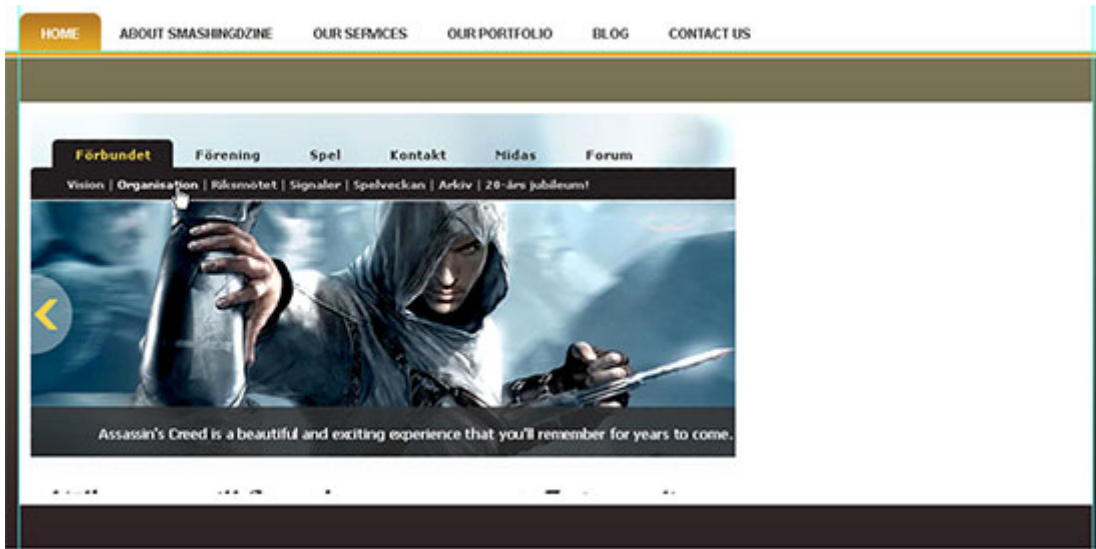 HOME ABOUT SMASHINGDZINE OUR SERVICES OUR PORTFOLIO BLOG CONTACT US
Förbundet Förening Spel Kontakt Midas Forum
Vision | Organisation | Riksmötet | Signaler | Spelveckan | Arkiv | 20-års jubileum!
Assassin's Creed is a beautiful and exciting experience that you'll remember for years to come.